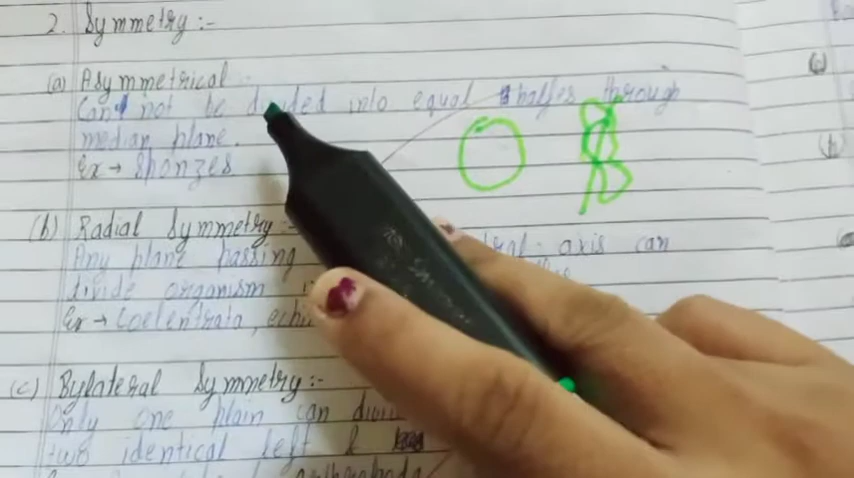 2. Symmetry :-
(a) Asymmetrical
Can not be divided into equal halfes through
median plane.
Ex → Sponzes
(b) Radial Symmetry :-
Any plane passing axis can
divide organism
Ex → Coelentrata,
(c) Bylateral Symmetry :-
Only one plain can
two identical left &